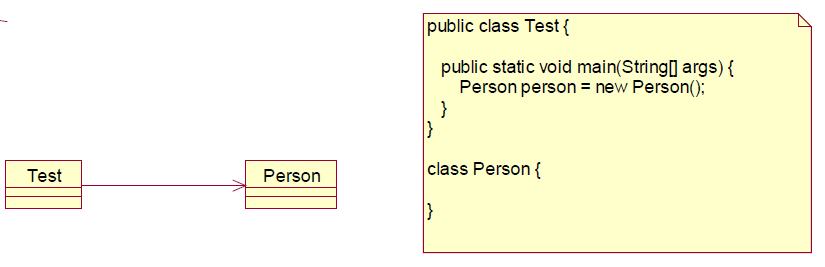 public class Test {
public static void main(String[] args) {
Person person = new Person();
}
}
class Person {
}
Test
Person